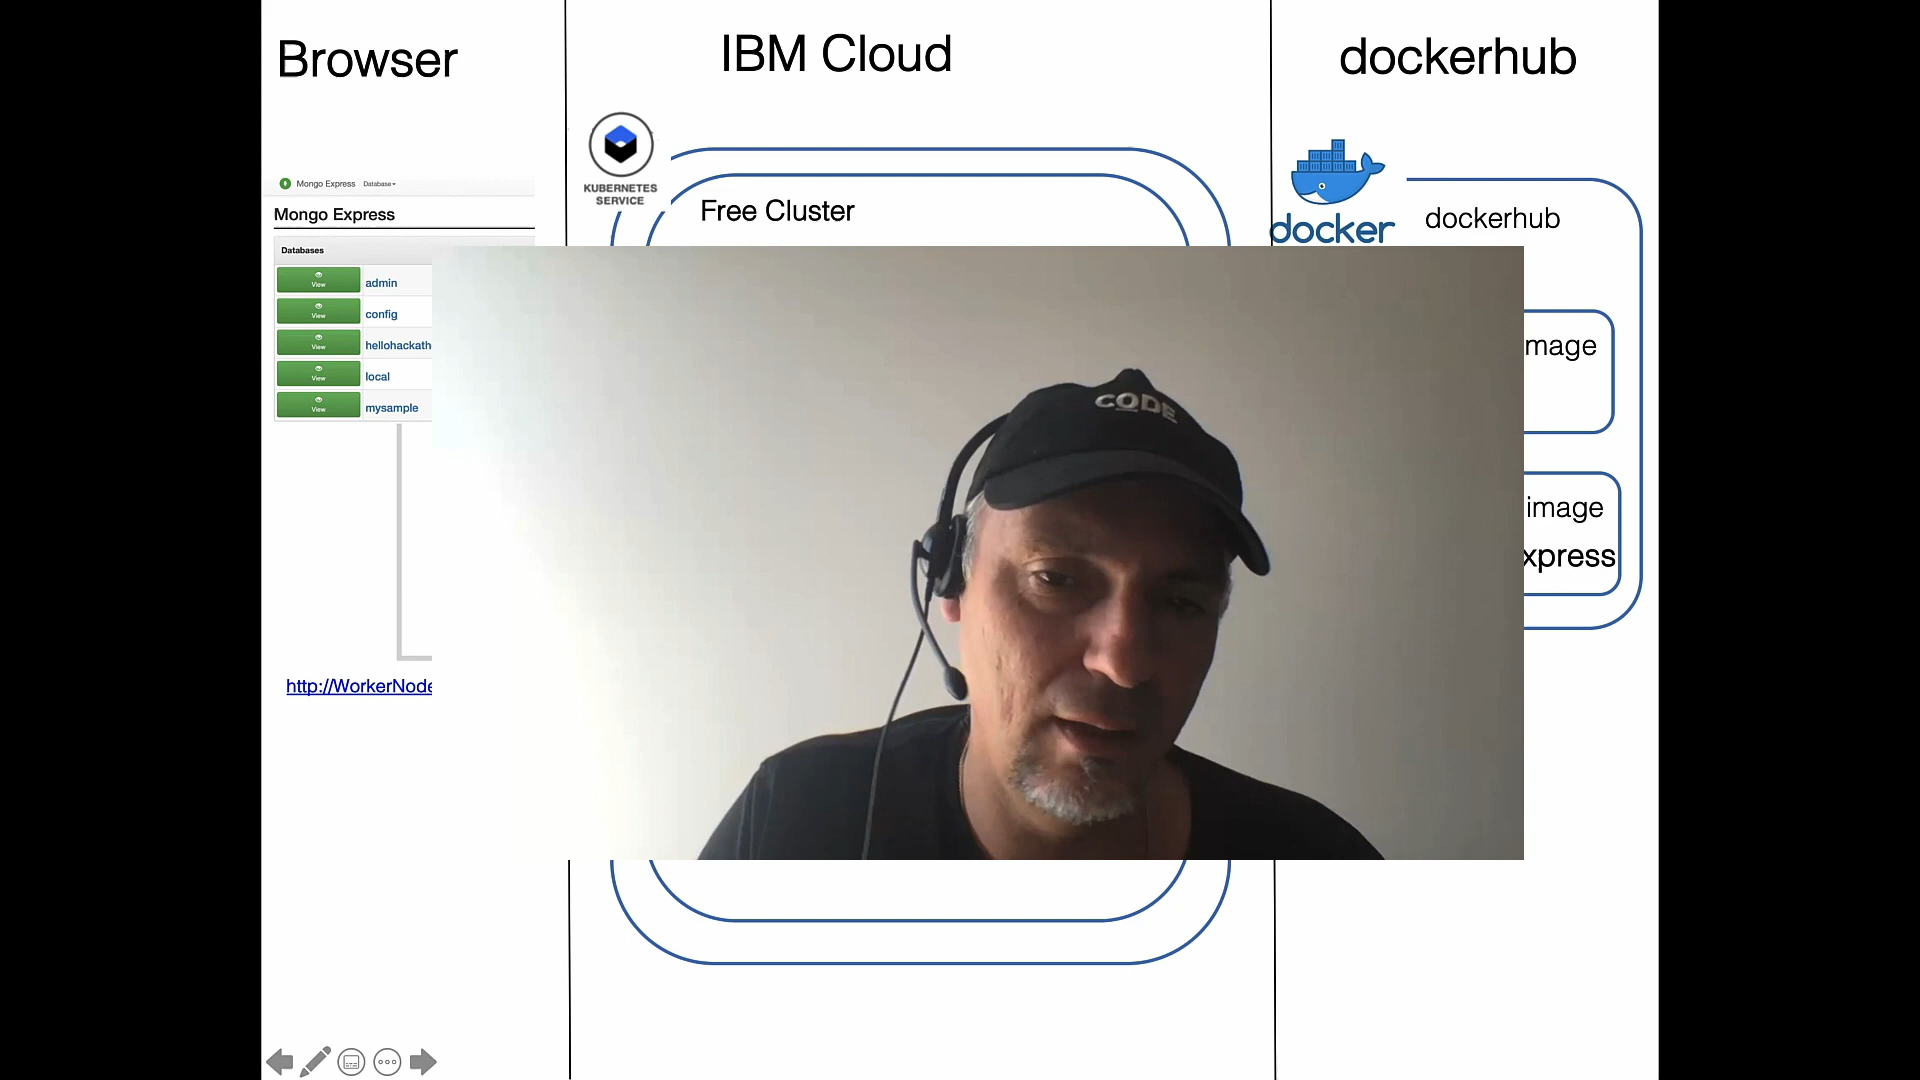 Browser
IBM Cloud
dockerhub
KUBERNETES
SERVICE
Free Cluster
docker
dockerhub
Mongo Express Database
Mongo Express
Databases
View admin
View config
View hellohackath
View local
View mysample
CODE
mage
image
xpress
http://WorkerNode